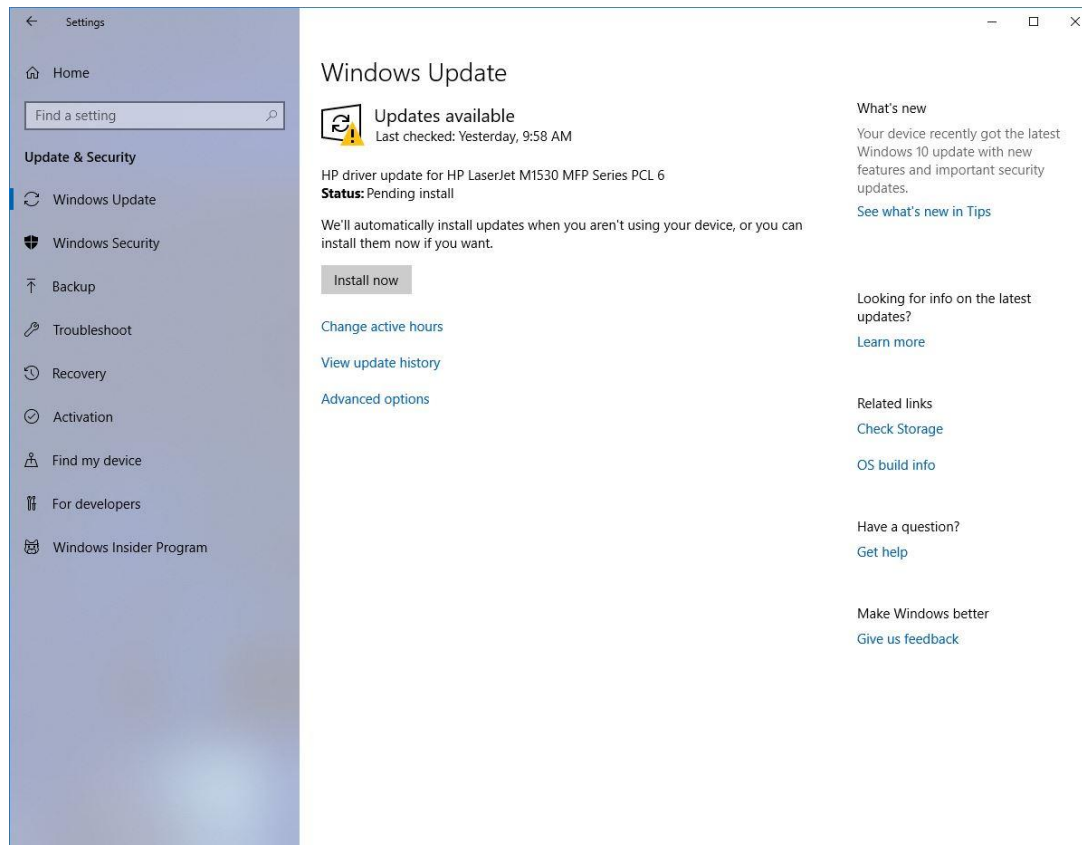 Settings
Home
Find a setting
Update & Security
Windows Update
Windows Security
Backup
Troubleshoot
Recovery
Activation
Find my device
For developers
Windows Insider Program
Windows Update
Updates available
Last checked: Yesterday, 9:58 AM
HP driver update for HP LaserJet M1530 MFP Series PCL 6
Status: Pending install
We'll automatically install updates when you aren't using your device, or you can
install them now if you want.
Install now
Change active hours
View update history
Advanced options
What's new
Your device recently got the latest
Windows 10 update with new
features and important security
updates.
See what's new in Tips
Looking for info on the latest
updates?
Learn more
Related links
Check Storage
OS build info
Have a question?
Get help
Make Windows better
Give us feedback